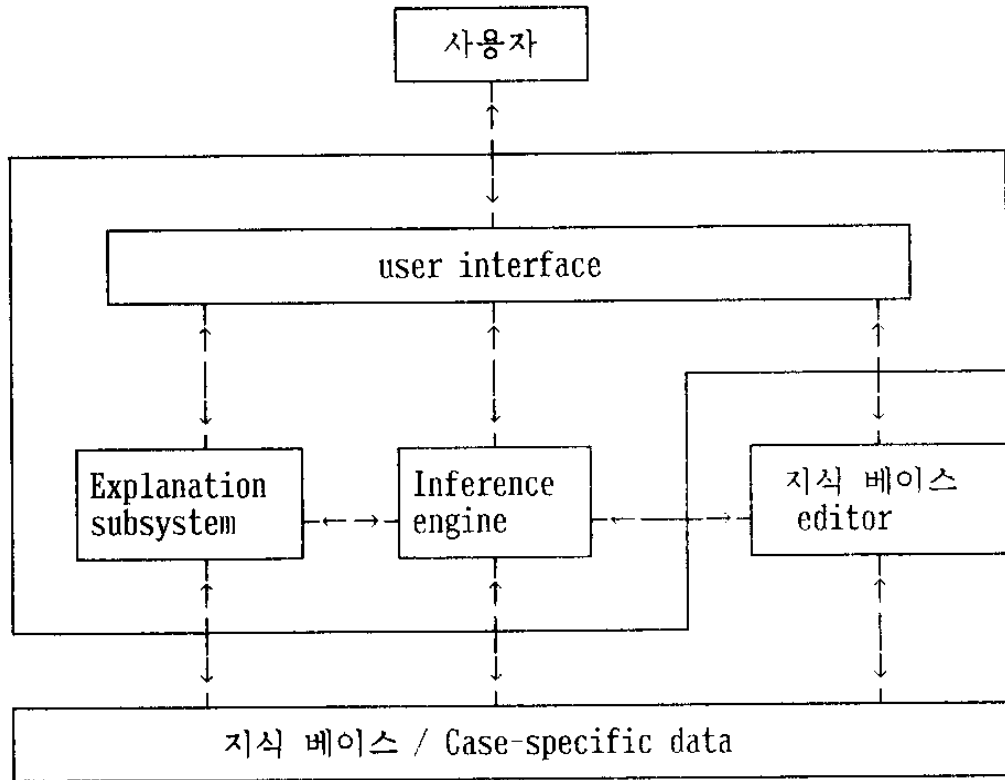 사용자
user interface
Explanation
subsystem
Inference
engine
지식 베이스
editor
지식 베이스 / Case-specific data